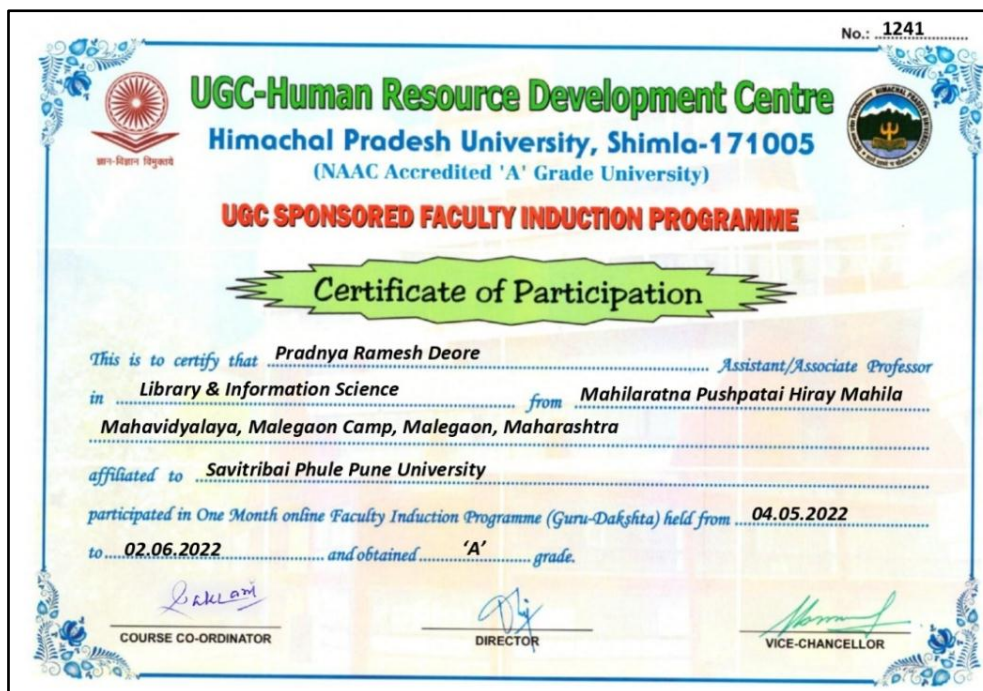 No.: 1241
UGC-Human Resource Development Centre
Himachal Pradesh University, Shimla-171005
(NAAC Accredited 'A' Grade University)
ज्ञान-विज्ञान विमुक्तये
HIMACHAL PRADESH UNIVERSITY
UGC SPONSORED FACULTY INDUCTION PROGRAMME
Certificate of Participation
This is to certify that Pradnya Ramesh Deore Assistant/Associate Professor
in Library & Information Science from Mahilaratna Pushpatai Hiray Mahila
Mahavidyalaya, Malegaon Camp, Malegaon, Maharashtra
affiliated to Savitribai Phule Pune University
participated in One Month online Faculty Induction Programme (Guru-Dakshta) held from 04.05.2022
to 02.06.2022 and obtained 'A' grade.
COURSE CO-ORDINATOR
DIRECTOR
VICE-CHANCELLOR